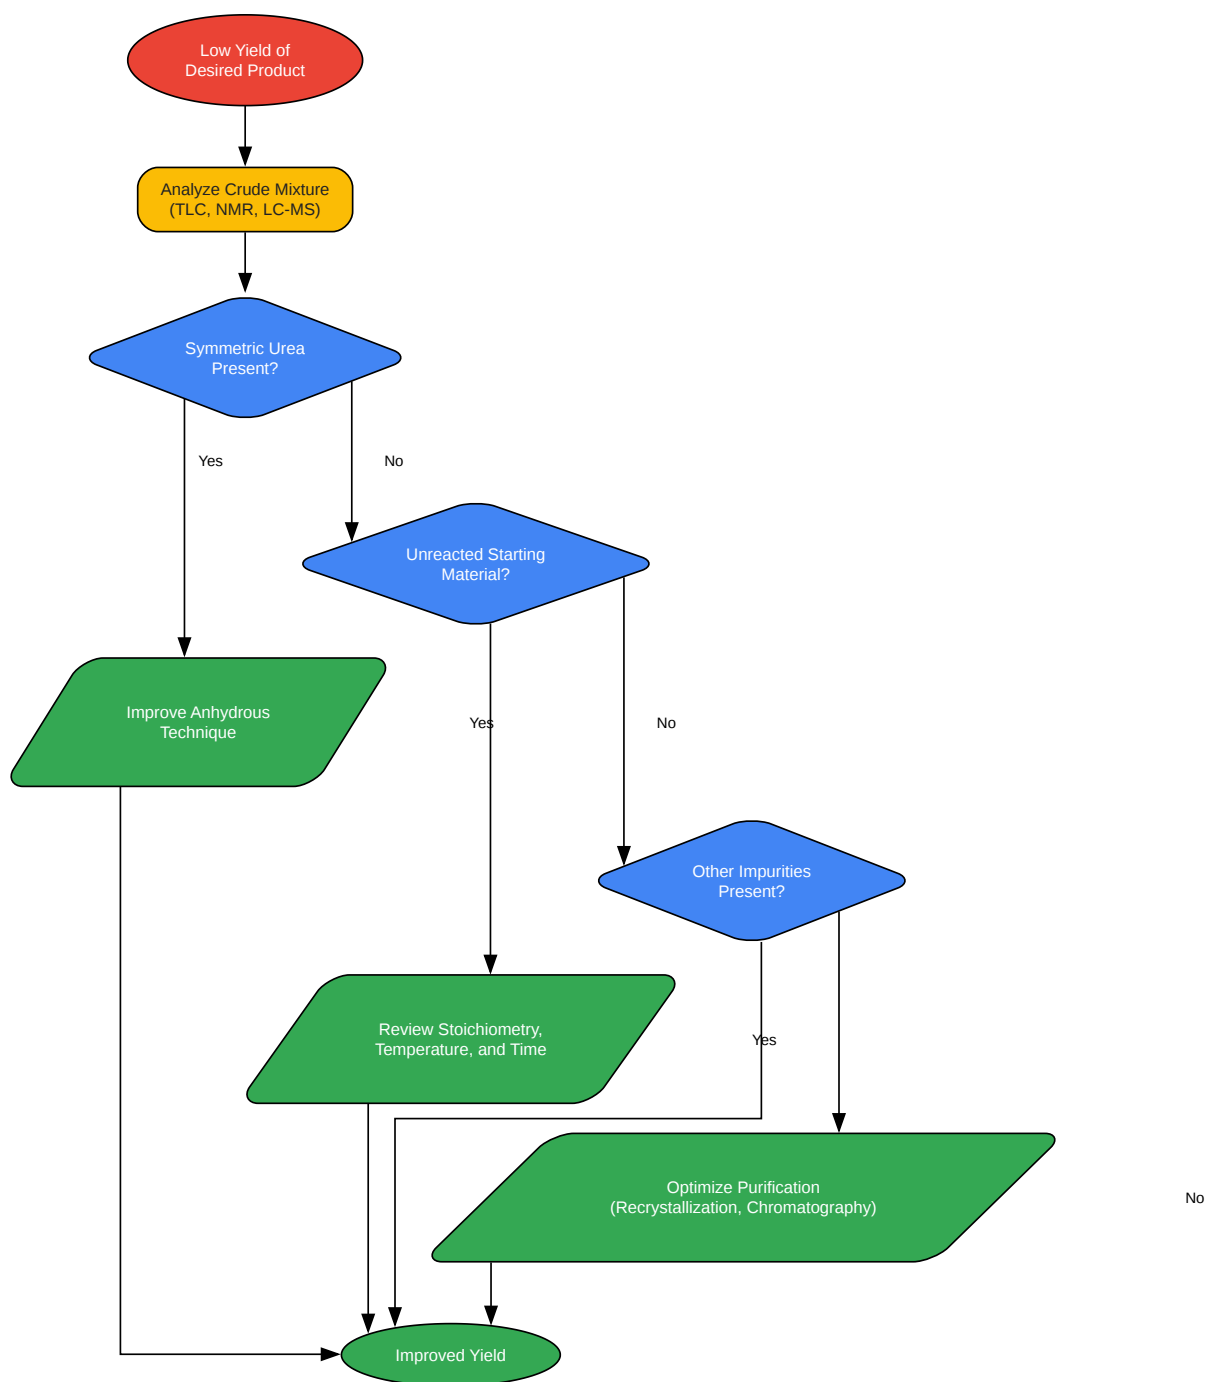 Low Yield of
Desired Product
Analyze Crude Mixture
(TLC, NMR, LC-MS)
Symmetric Urea
Present?
Yes
No
Unreacted Starting
Material?
Improve Anhydrous
Technique
Yes
No
Other Impurities
Present?
Review Stoichiometry,
Temperature, and Time
Yes
Optimize Purification
(Recrystallization, Chromatography)
No
Improved Yield